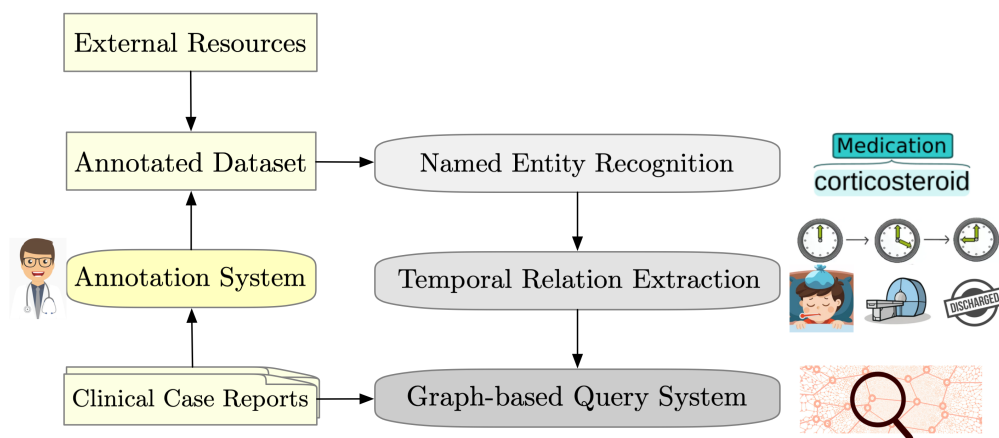 External Resources
Annotated Dataset
Named Entity Recognition
Medication
corticosteroid
Annotation System
Temporal Relation Extraction
DISCHARGED
Clinical Case Reports
Graph-based Query System